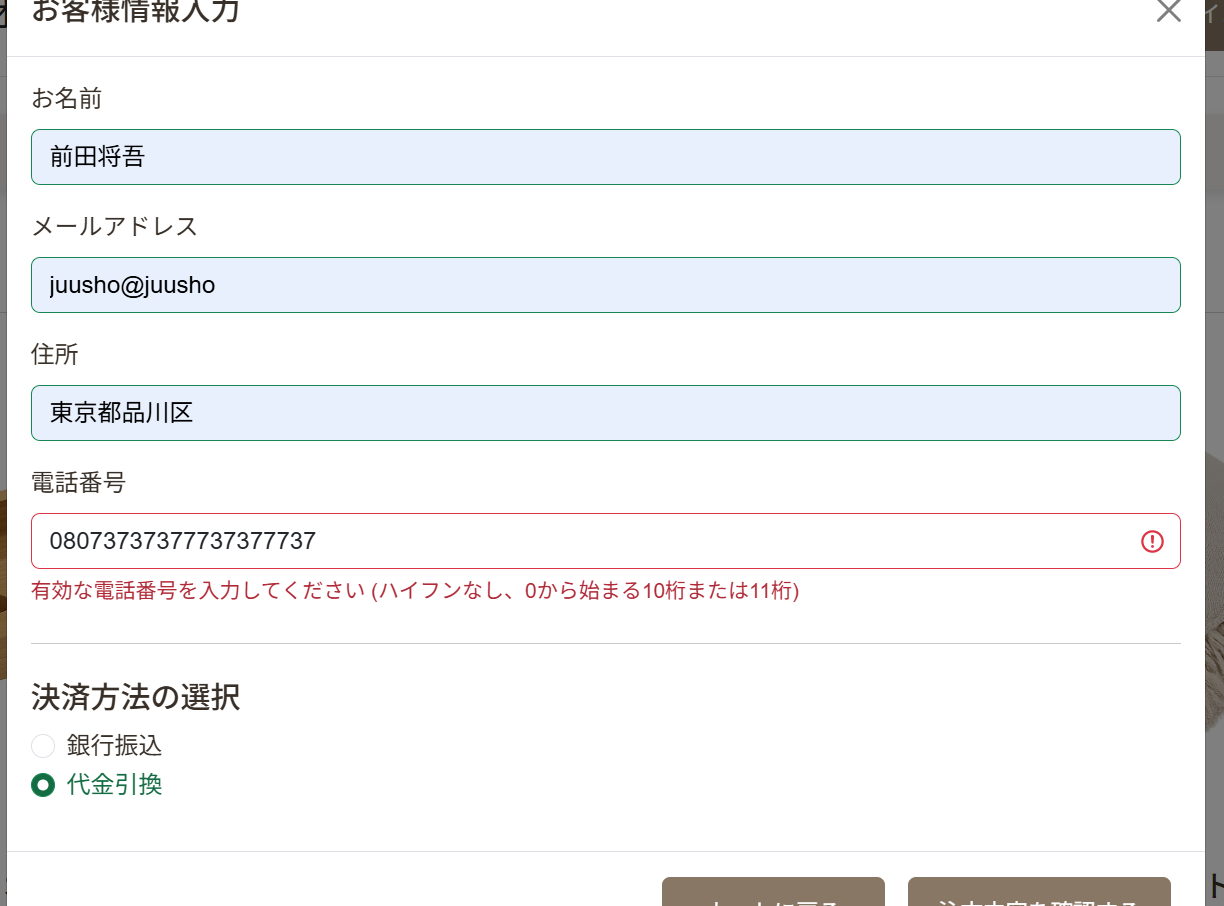 お客様情報入力
お名前
前田将吾
メールアドレス
juusho@juusho
住所
東京都品川区
電話番号
08073737377737377737
有効な電話番号を入力してください (ハイフンなし、0から始まる10桁または11桁)
決済方法の選択
銀行振込
代金引換